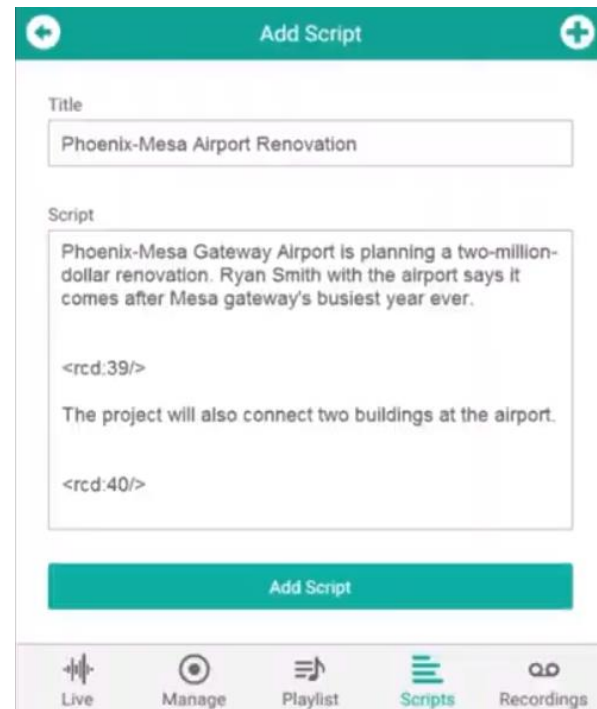 Add Script
Title
Phoenix-Mesa Airport Renovation
Script
Phoenix-Mesa Gateway Airport is planning a two-million-
dollar renovation. Ryan Smith with the airport says it
comes after Mesa gateway's busiest year ever.
<rcd:39/>
The project will also connect two buildings at the airport.
<rcd:40/>
Add Script
Live Manage Playlist Scripts Recordings